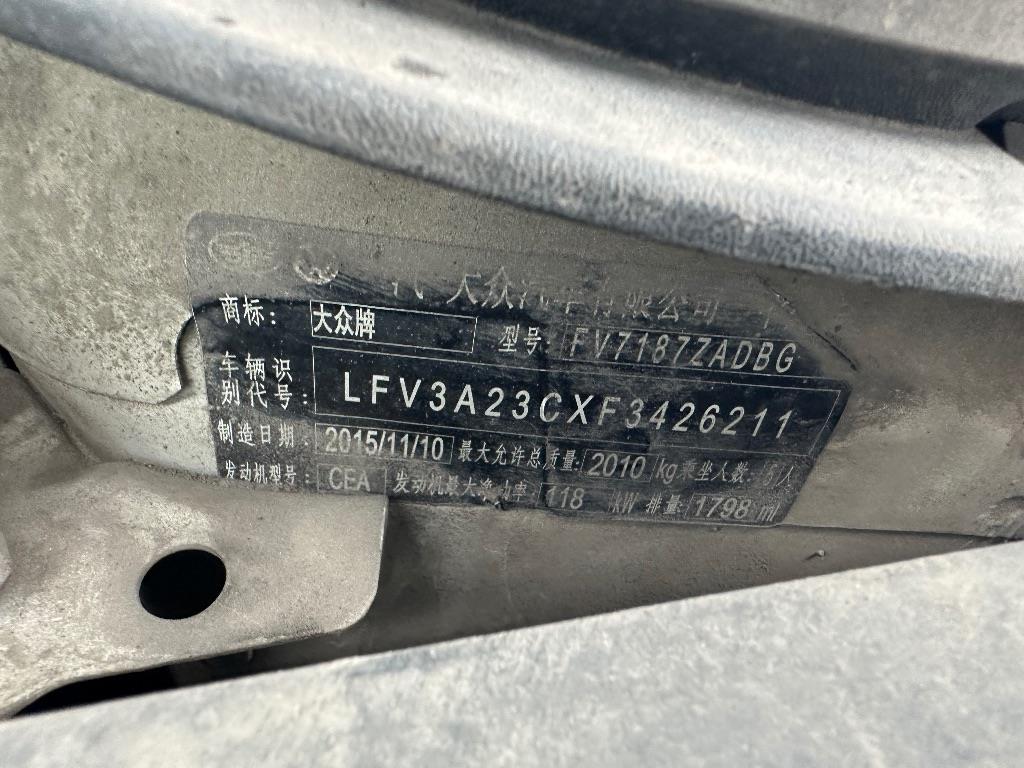 大众汽车有限公司
商标: 大众牌 型号: FV7187ZADBG
车辆识
别代号: LFV3A23CXF3426211
制造日期: 2015/11/10 最大允许总质量: 2010 kg 乘坐人数: 5人
发动机型号: CEA 发动机最大净功率: 118 kW 排量: 1798 ml